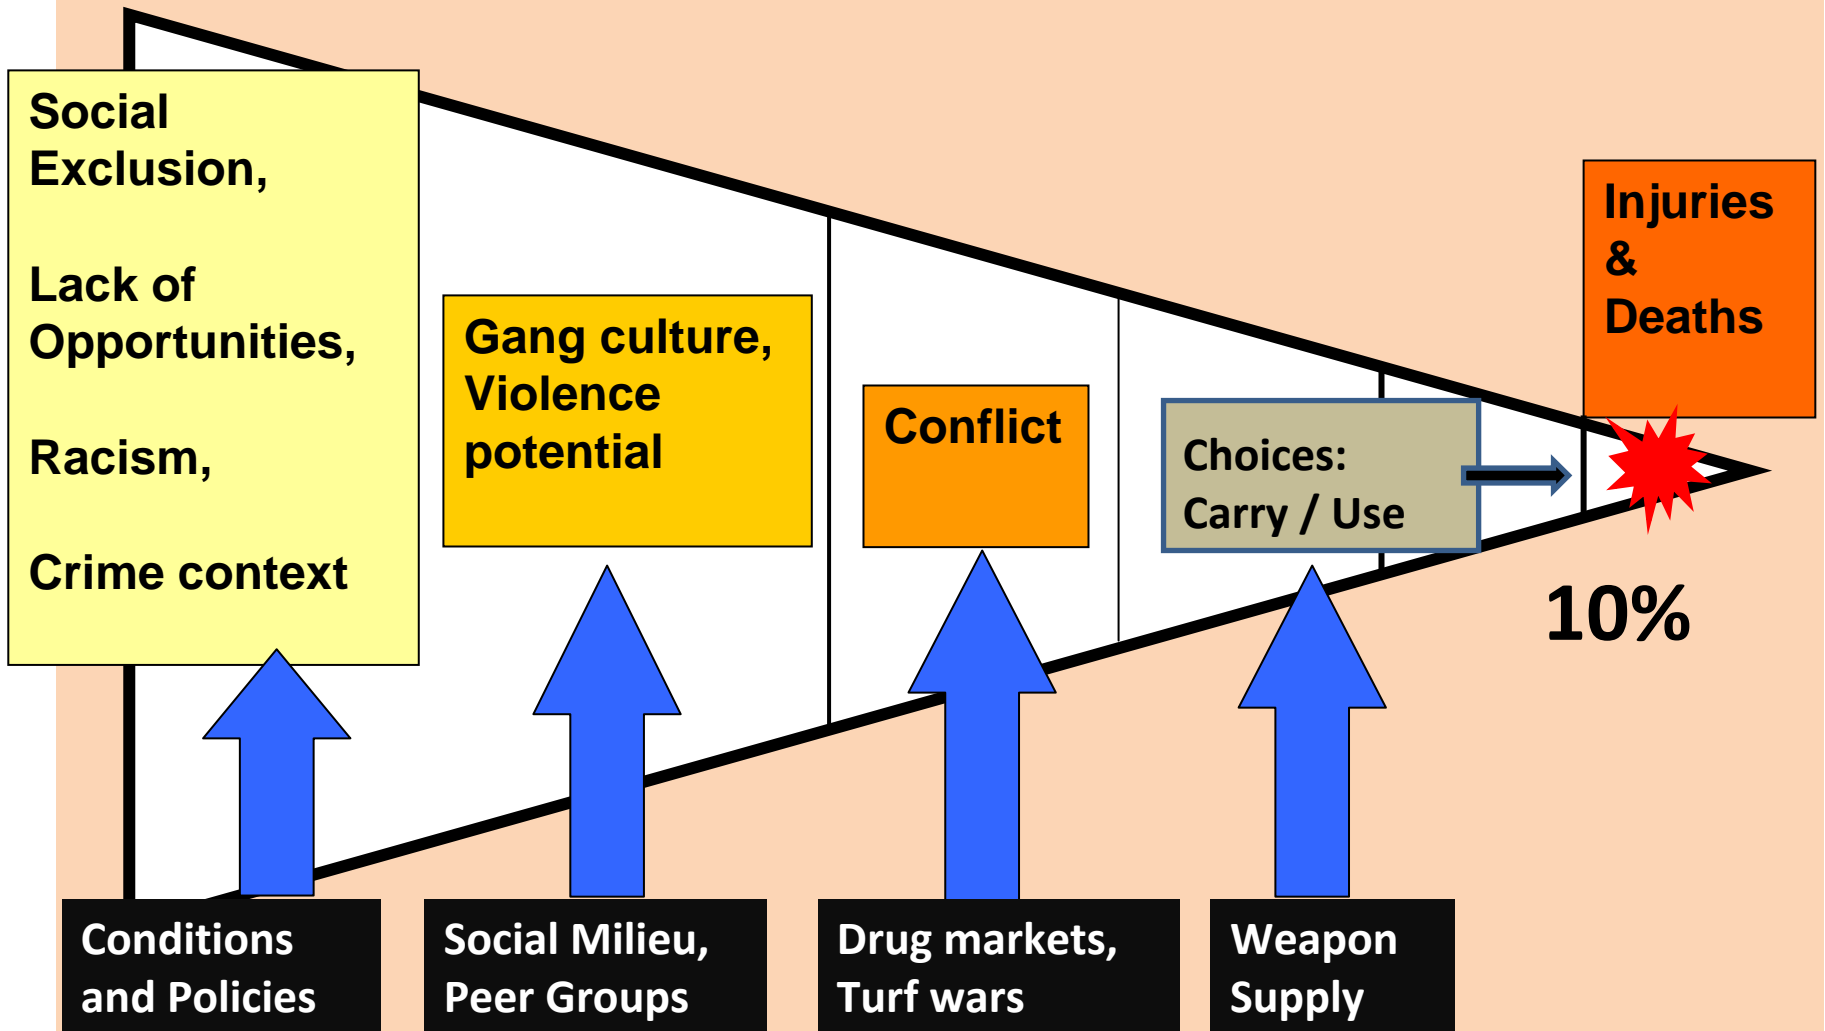 Social
Exclusion,
Lack of
Opportunities,
Racism,
Crime context
Gang culture,
Violence
potential
Conflict
Choices:
Carry / Use
Injuries
&
Deaths
10%
Conditions
and Policies
Social Milieu,
Peer Groups
Drug markets,
Turf wars
Weapon
Supply